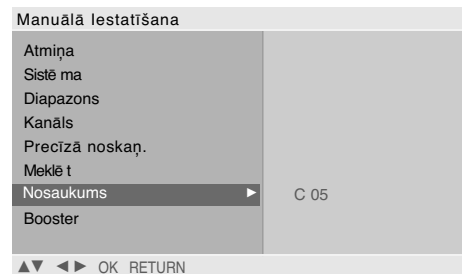 Manuālā Iestatīšana
Atmiņa
Sistē ma
Diapazons
Kanāls
Precīzā noskaņ.
Meklē t
Nosaukums ► C 05
Booster
▲▼ ◄► OK RETURN